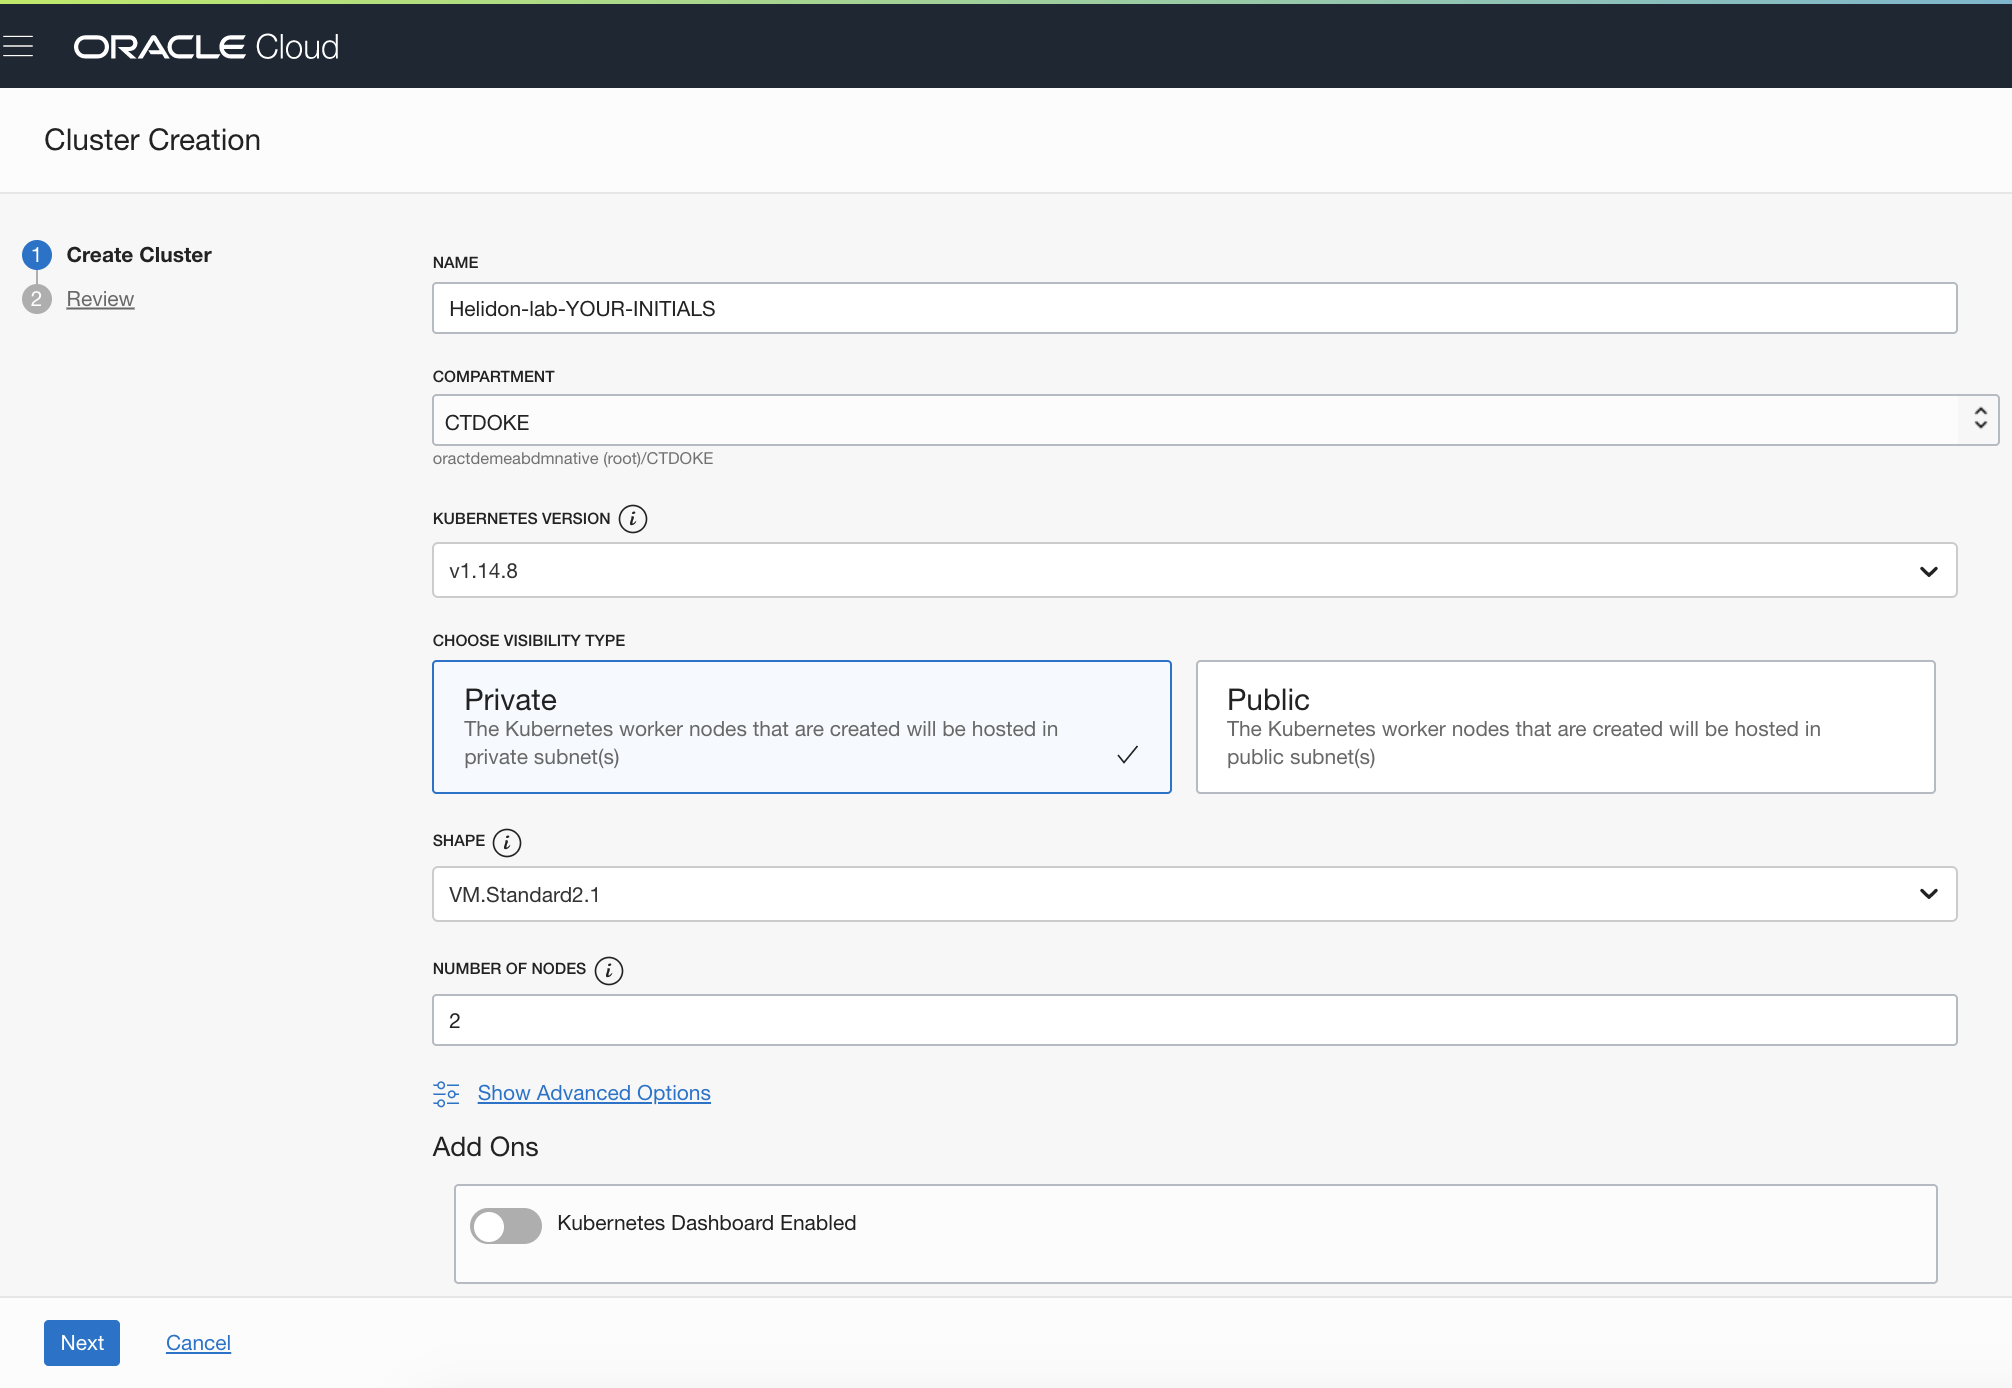 ORACLE Cloud
Cluster Creation
1 Create Cluster
2 Review
NAME
Helidon-lab-YOUR-INITIALS
COMPARTMENT
CTDOKE
oractdemeabdmnative (root)/CTDOKE
KUBERNETES VERSION i
v1.14.8
CHOOSE VISIBILITY TYPE
Private
The Kubernetes worker nodes that are created will be hosted in
private subnet(s)
Public
The Kubernetes worker nodes that are created will be hosted in
public subnet(s)
SHAPE i
VM.Standard2.1
NUMBER OF NODES i
2
Show Advanced Options
Add Ons
Kubernetes Dashboard Enabled
Next Cancel